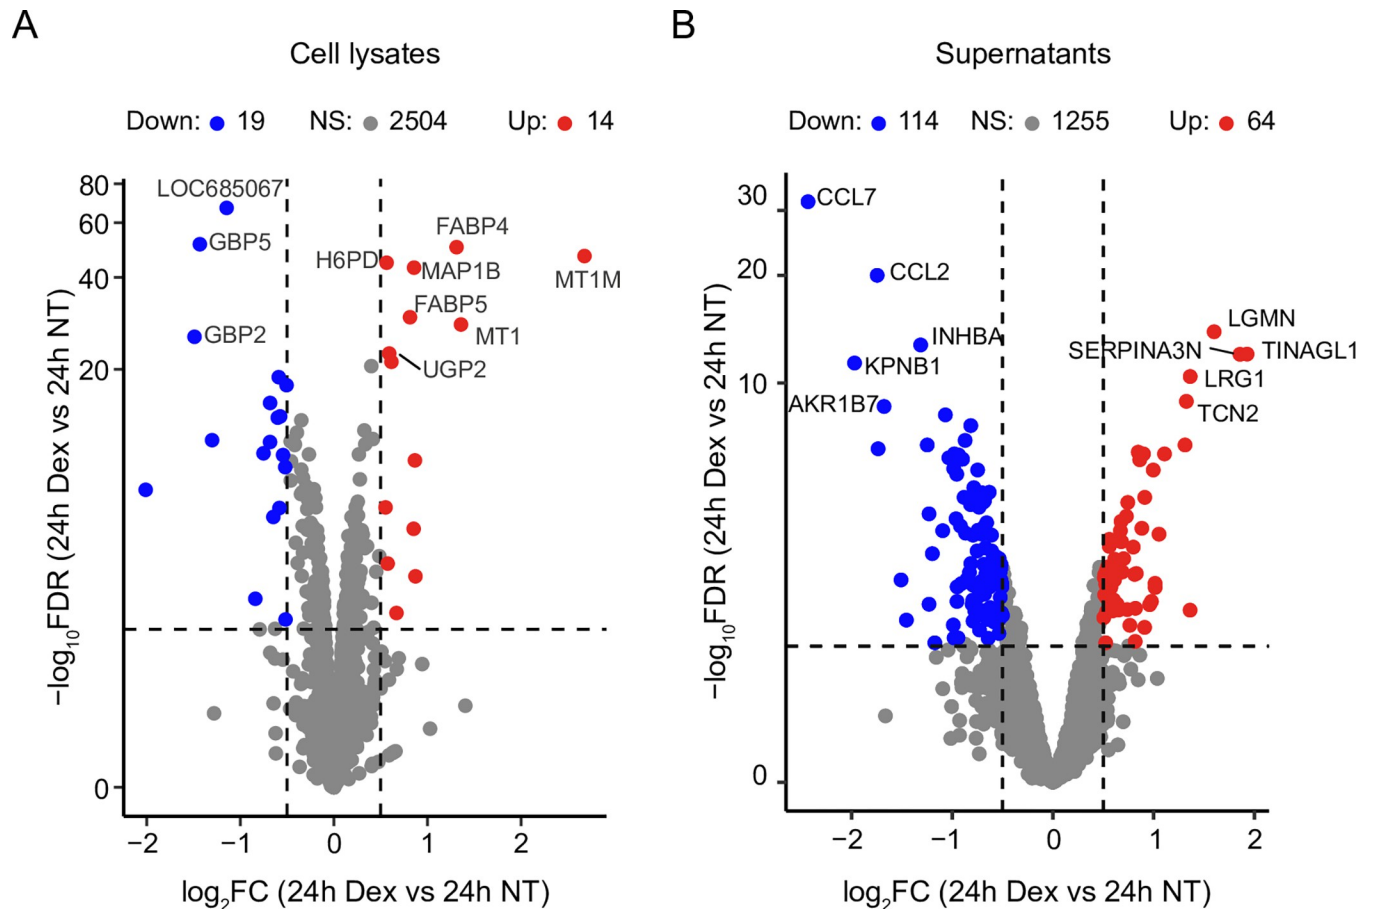 A
Cell lysates
Down: 19 NS: 2504 Up: 14
80
60
40
20
0
−log10FDR (24h Dex vs 24h NT)
LOC685067
GBP5
GBP2
FABP4
H6PD
MAP1B
MT1M
FABP5
MT1
UGP2
−2 −1 0 1 2
log2FC (24h Dex vs 24h NT)
B
Supernatants
Down: 114 NS: 1255 Up: 64
30
20
10
0
−log10FDR (24h Dex vs 24h NT)
CCL7
CCL2
INHBA
KPNB1
AKR1B7
LGMN
SERPINA3N
TINAGL1
LRG1
TCN2
−2 −1 0 1 2
log2FC (24h Dex vs 24h NT)